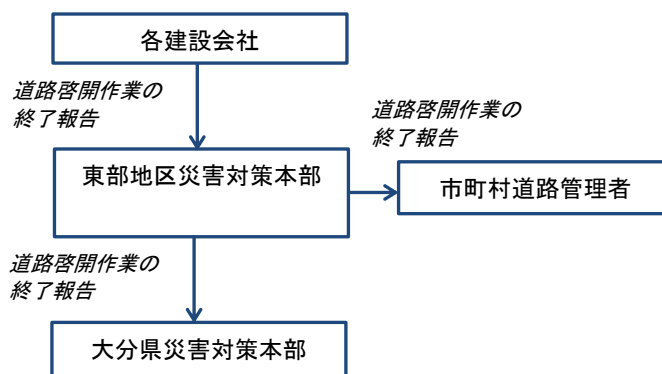 各建設会社
道路啓開作業の
終了報告
道路啓開作業の
終了報告
東部地区災害対策本部
市町村道路管理者
道路啓開作業の
終了報告
大分県災害対策本部